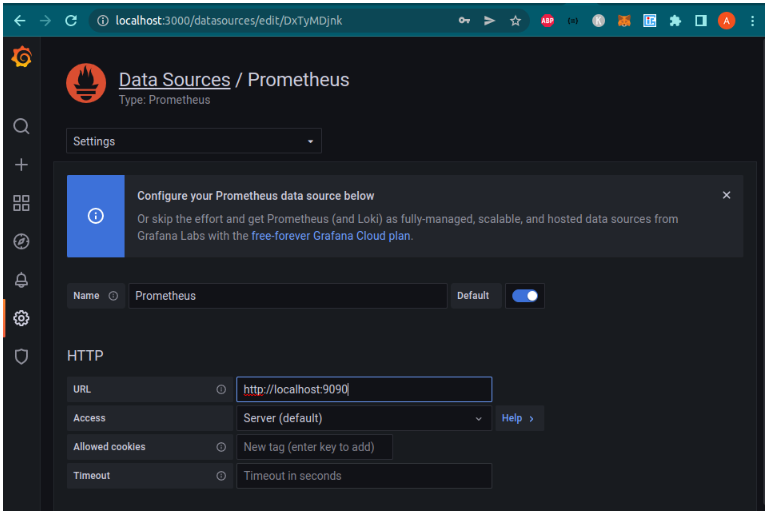 localhost:3000/datasources/edit/DxTyMDjnk
ABP
K
A
Data Sources / Prometheus
Type: Prometheus
Settings
Configure your Prometheus data source below
Or skip the effort and get Prometheus (and Loki) as fully-managed, scalable, and hosted data sources from
Grafana Labs with the free-forever Grafana Cloud plan.
Name Prometheus Default
HTTP
URL http://localhost:9090
Access Server (default) Help >
Allowed cookies New tag (enter key to add)
Timeout Timeout in seconds